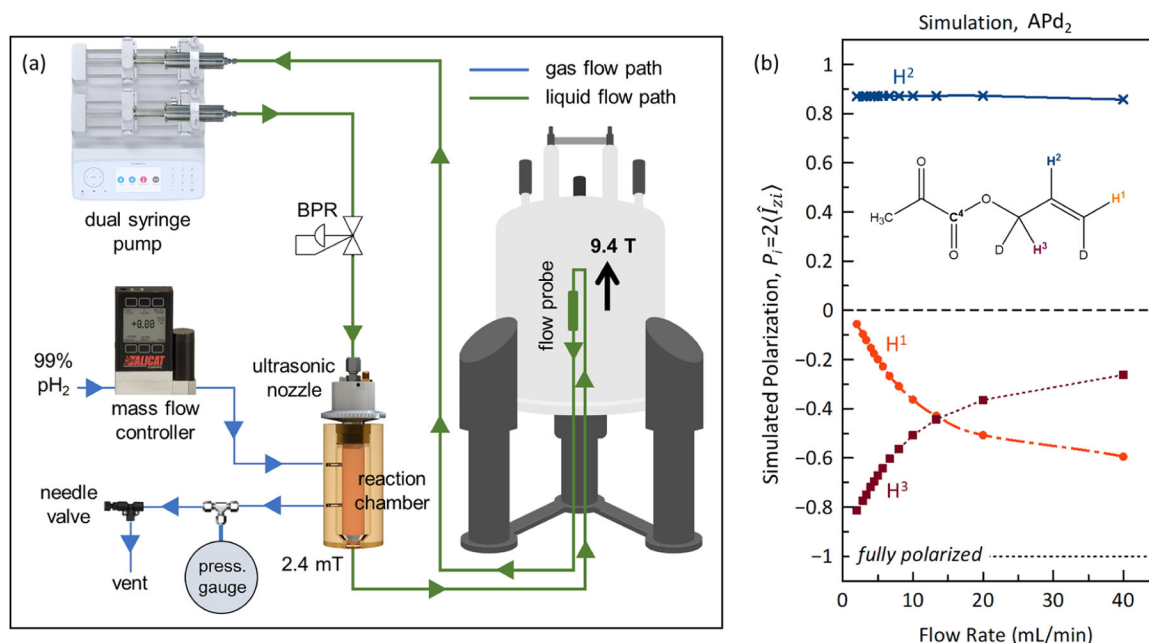 (a)
gas flow path
liquid flow path
dual syringe
pump
BPR
9.4 T
flow probe
99%
pH2
+0.00
ALICAT
mass flow
controller
ultrasonic
nozzle
reaction
chamber
needle
valve
vent
press.
gauge
2.4 mT
Simulation, APd₂
(b)
Simulated Polarization, Pᵢ=2⟨Î_zi⟩
1
0.8
0.6
0.4
0.2
0
−0.2
−0.4
−0.6
−0.8
−1
H²
O
H²
H¹
H₃C
C⁴
O
O
D
H³
D
H¹
H³
fully polarized
0
10
20
30
40
Flow Rate (mL/min)